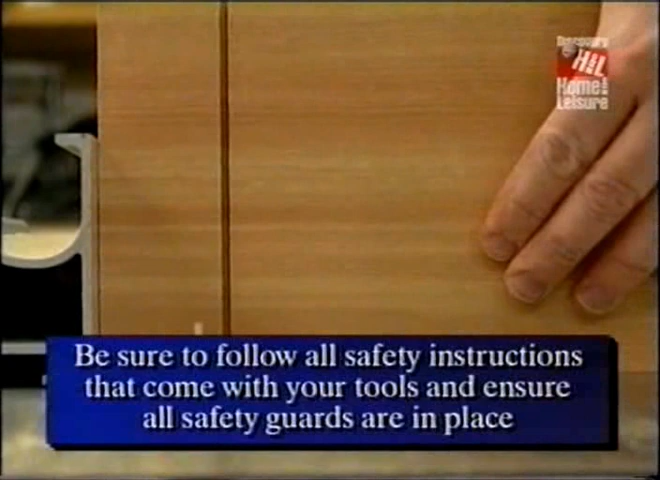 Discovery
H&L
Home &
Leisure
Be sure to follow all safety instructions
that come with your tools and ensure
all safety guards are in place